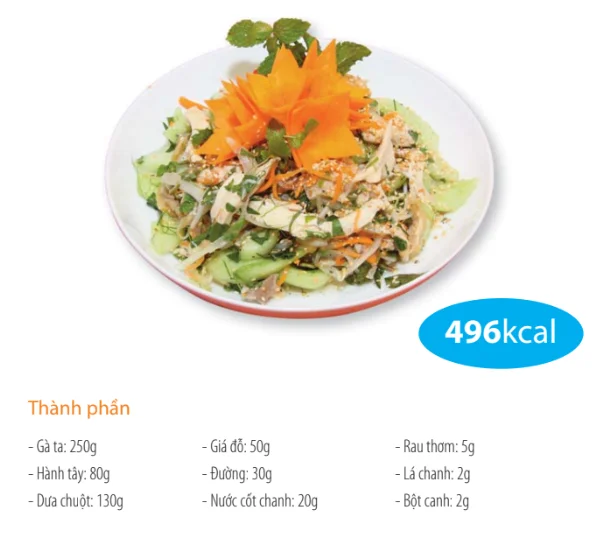 496kcal
Thành phần
- Gà ta: 250g
- Hành tây: 80g
- Dưa chuột: 130g
- Giá đỗ: 50g
- Đường: 30g
- Nước cốt chanh: 20g
- Rau thơm: 5g
- Lá chanh: 2g
- Bột canh: 2g